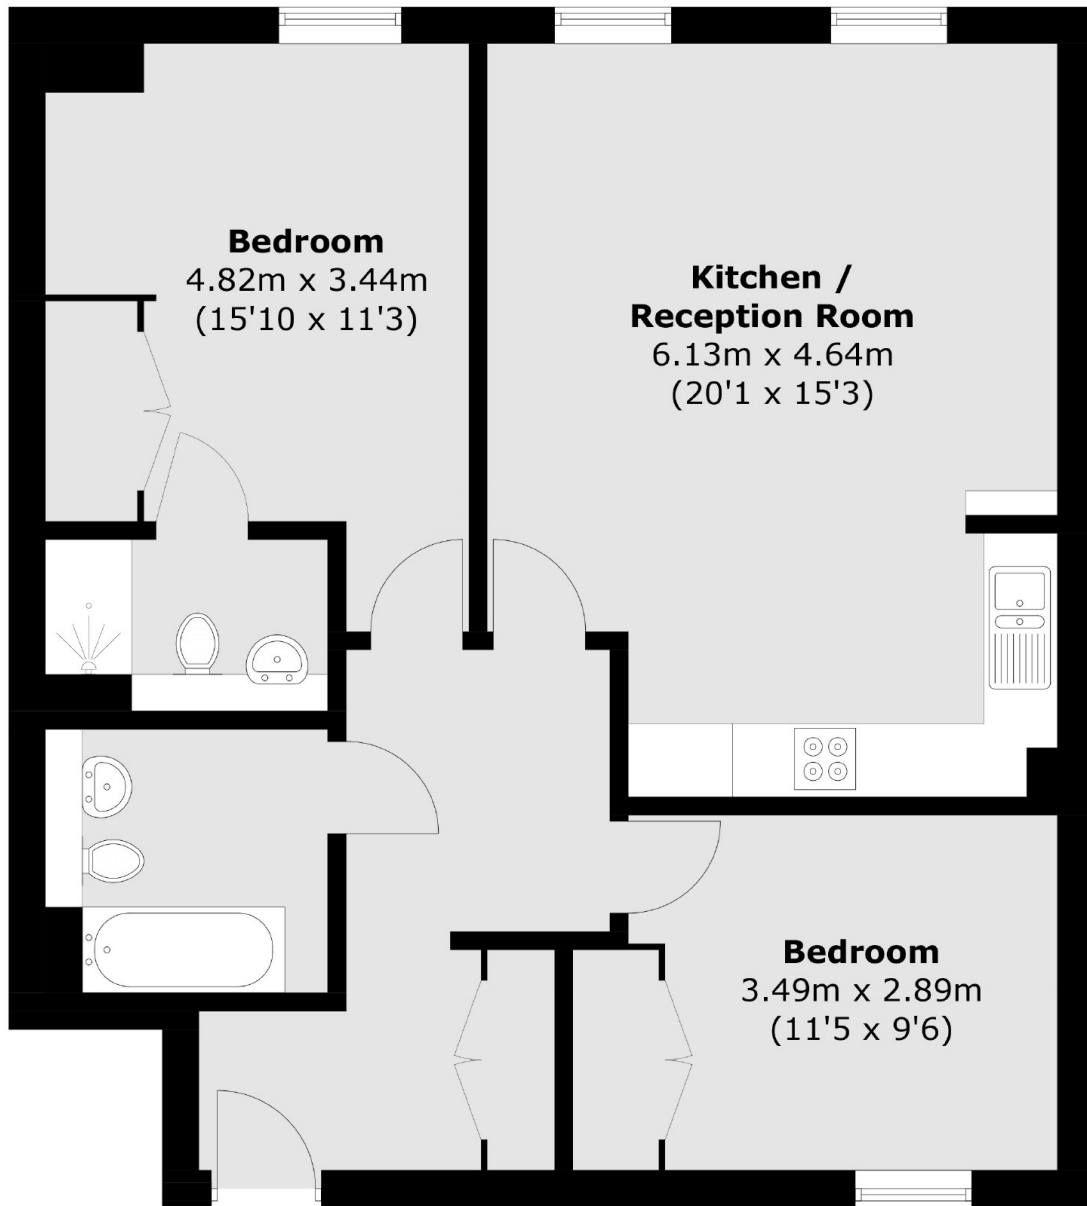 Bedroom
4.82m x 3.44m
(15'10 x 11'3)
Kitchen /
Reception Room
6.13m x 4.64m
(20'1 x 15'3)
Bedroom
3.49m x 2.89m
(11'5 x 9'6)